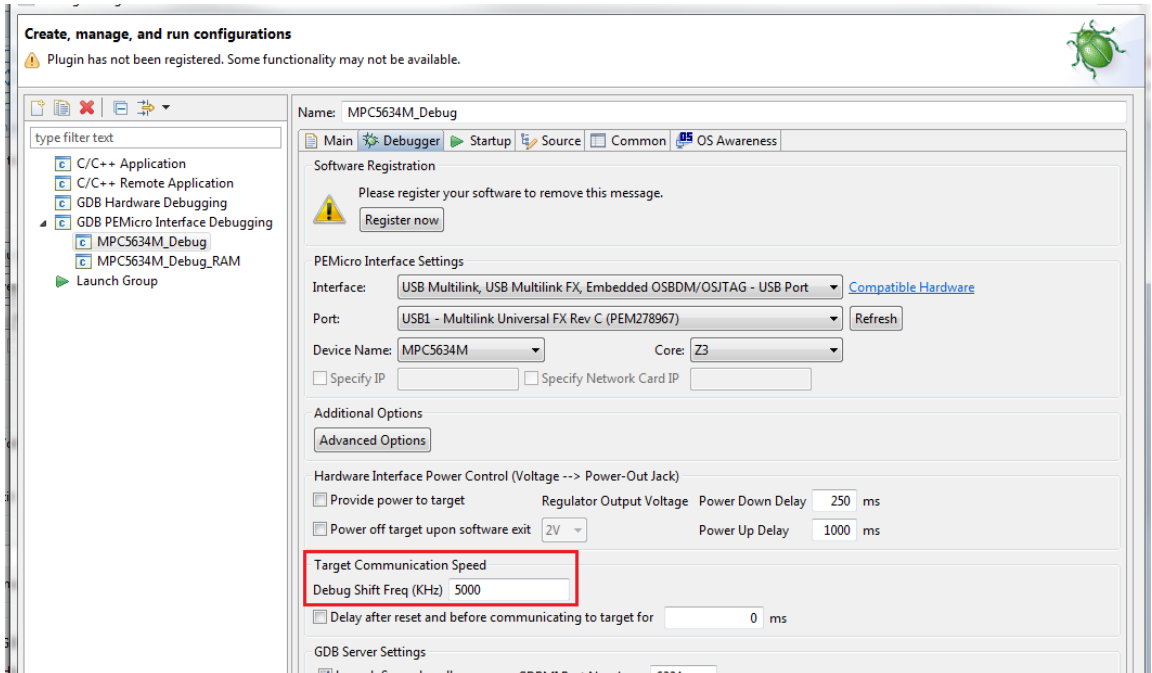 Create, manage, and run configurations
Plugin has not been registered. Some functionality may not be available.
type filter text
C/C++ Application
C/C++ Remote Application
GDB Hardware Debugging
GDB PEMicro Interface Debugging
MPC5634M_Debug
MPC5634M_Debug_RAM
Launch Group
Name: MPC5634M_Debug
Main Debugger Startup Source Common OS Awareness
Software Registration
Please register your software to remove this message.
Register now
PEMicro Interface Settings
Interface: USB Multilink, USB Multilink FX, Embedded OSBDM/OSJTAG - USB Port Compatible Hardware
Port: USB1 - Multilink Universal FX Rev C (PEM278967) Refresh
Device Name: MPC5634M Core: Z3
Specify IP Specify Network Card IP
Additional Options
Advanced Options
Hardware Interface Power Control (Voltage --> Power-Out Jack)
Provide power to target Regulator Output Voltage Power Down Delay 250 ms
Power off target upon software exit 2V Power Up Delay 1000 ms
Target Communication Speed
Debug Shift Freq (KHz) 5000
Delay after reset and before communicating to target for 0 ms
GDB Server Settings